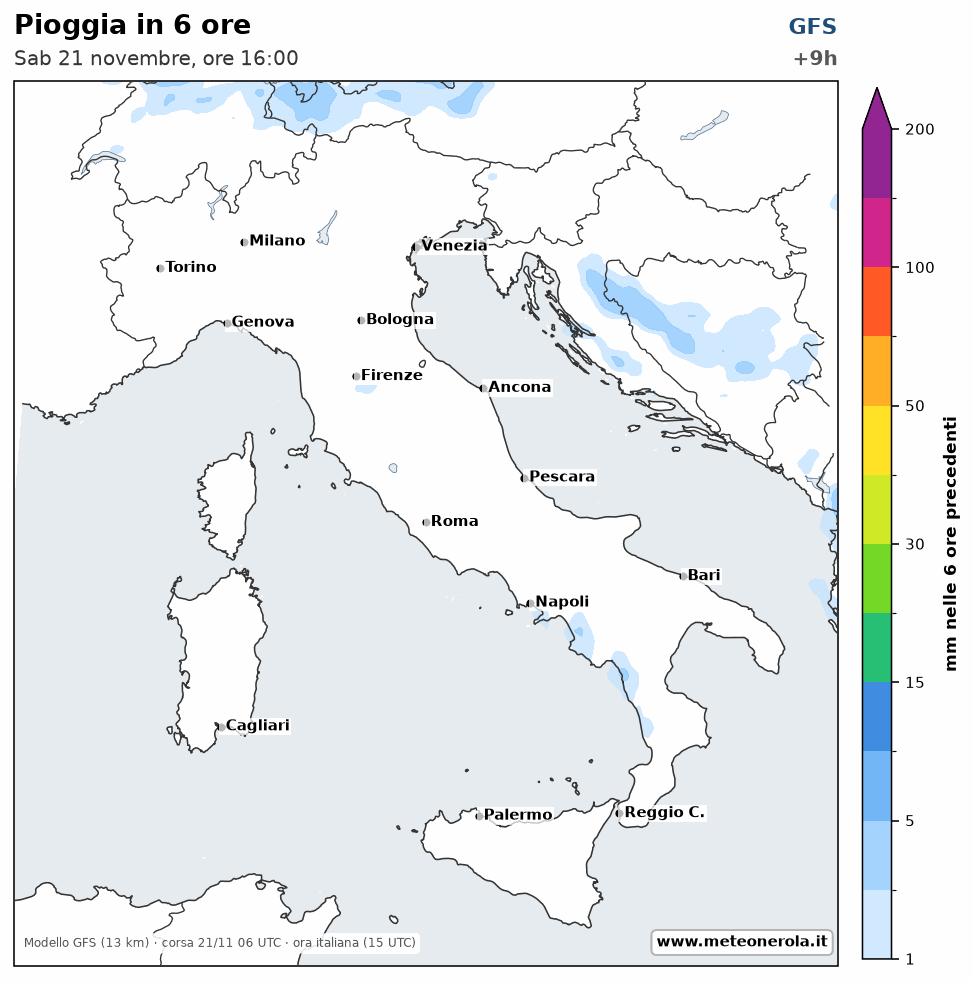 Pioggia in 6 ore
GFS
Sab 21 novembre, ore 16:00
+9h
200
Milano
Venezia
Torino
100
Genova
Bologna
Firenze
Ancona
50
Pescara
Roma
30
mm nelle 6 ore precedenti
Bari
Napoli
15
Cagliari
Palermo
Reggio C.
5
Modello GFS (13 km) · corsa 21/11 06 UTC · ora italiana (15 UTC)
www.meteonerola.it
1